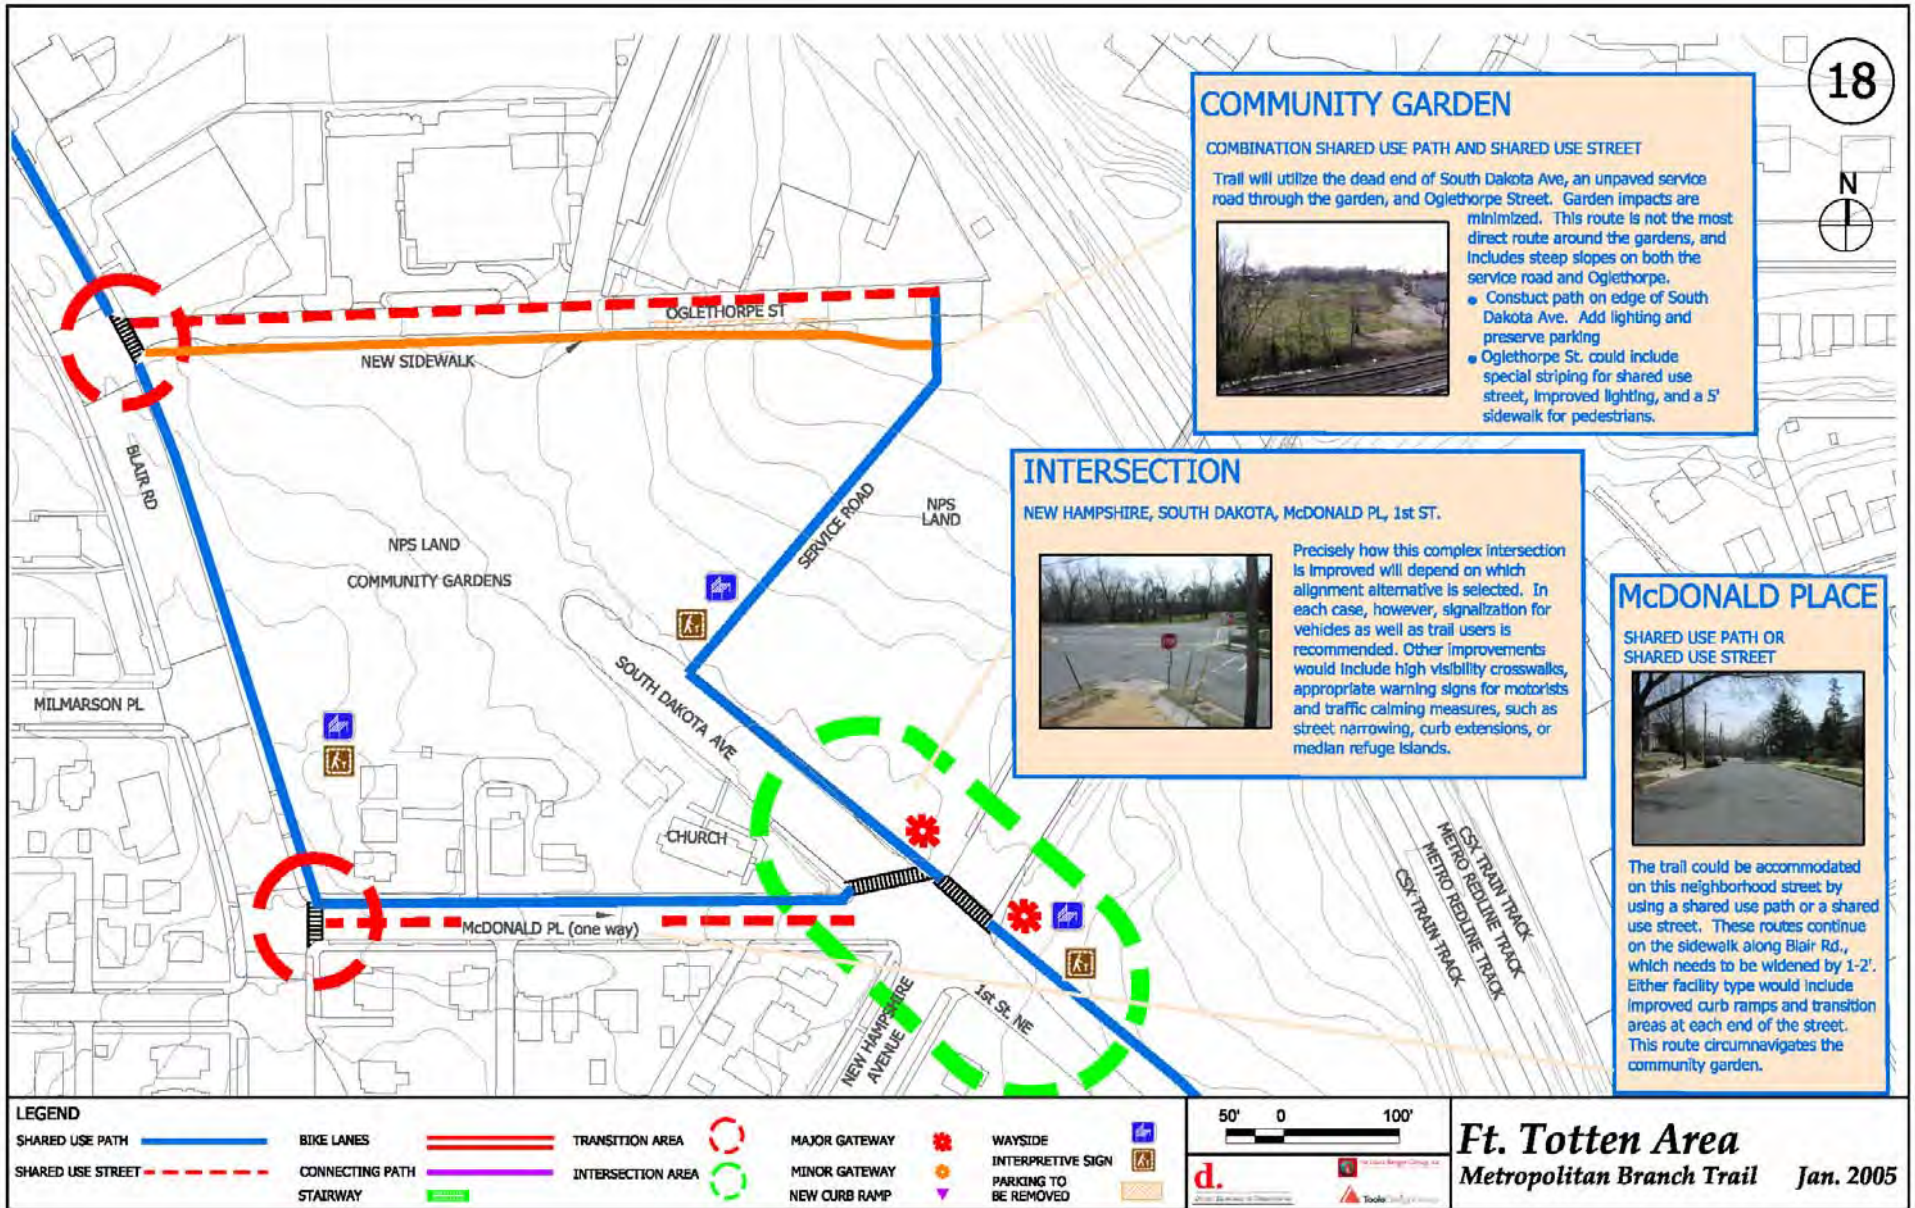 18
N
COMMUNITY GARDEN
COMBINATION SHARED USE PATH AND SHARED USE STREET
Trail will utilize the dead end of South Dakota Ave, an unpaved service
road through the garden, and Oglethorpe Street. Garden impacts are
minimized. This route is not the most
direct route around the gardens, and
includes steep slopes on both the
service road and Oglethorpe.
• Constuct path on edge of South
Dakota Ave. Add lighting and
preserve parking
• Oglethorpe St. could include
special striping for shared use
street, improved lighting, and a 5'
sidewalk for pedestrians.
OGLETHORPE ST
NEW SIDEWALK
BLAIR RD
SERVICE ROAD
NPS
LAND
NPS LAND
COMMUNITY GARDENS
INTERSECTION
NEW HAMPSHIRE, SOUTH DAKOTA, McDONALD PL, 1st ST.
Precisely how this complex intersection
is improved will depend on which
alignment alternative is selected. In
each case, however, signalization for
vehicles as well as trail users is
recommended. Other improvements
would include high visibility crosswalks,
appropriate warning signs for motorists
and traffic calming measures, such as
street narrowing, curb extensions, or
median refuge islands.
McDONALD PLACE
SHARED USE PATH OR
SHARED USE STREET
The trail could be accommodated
on this neighborhood street by
using a shared use path or a shared
use street. These routes continue
on the sidewalk along Blair Rd.,
which needs to be widened by 1-2'.
Either facility type would include
improved curb ramps and transition
areas at each end of the street.
This route circumnavigates the
community garden.
SOUTH DAKOTA AVE
MILMARSON PL
CHURCH
McDONALD PL (one way)
NEW HAMPSHIRE
AVENUE
1st St. NE
CSX TRAIN TRACK
METRO REDLINE TRACK
METRO REDLINE TRACK
CSX TRAIN TRACK
LEGEND
SHARED USE PATH
SHARED USE STREET
BIKE LANES
CONNECTING PATH
STAIRWAY
TRANSITION AREA
INTERSECTION AREA
MAJOR GATEWAY
MINOR GATEWAY
NEW CURB RAMP
WAYSIDE
INTERPRETIVE SIGN
PARKING TO
BE REMOVED
50' 0 100'
d.
Toole
Ft. Totten Area
Metropolitan Branch Trail Jan. 2005